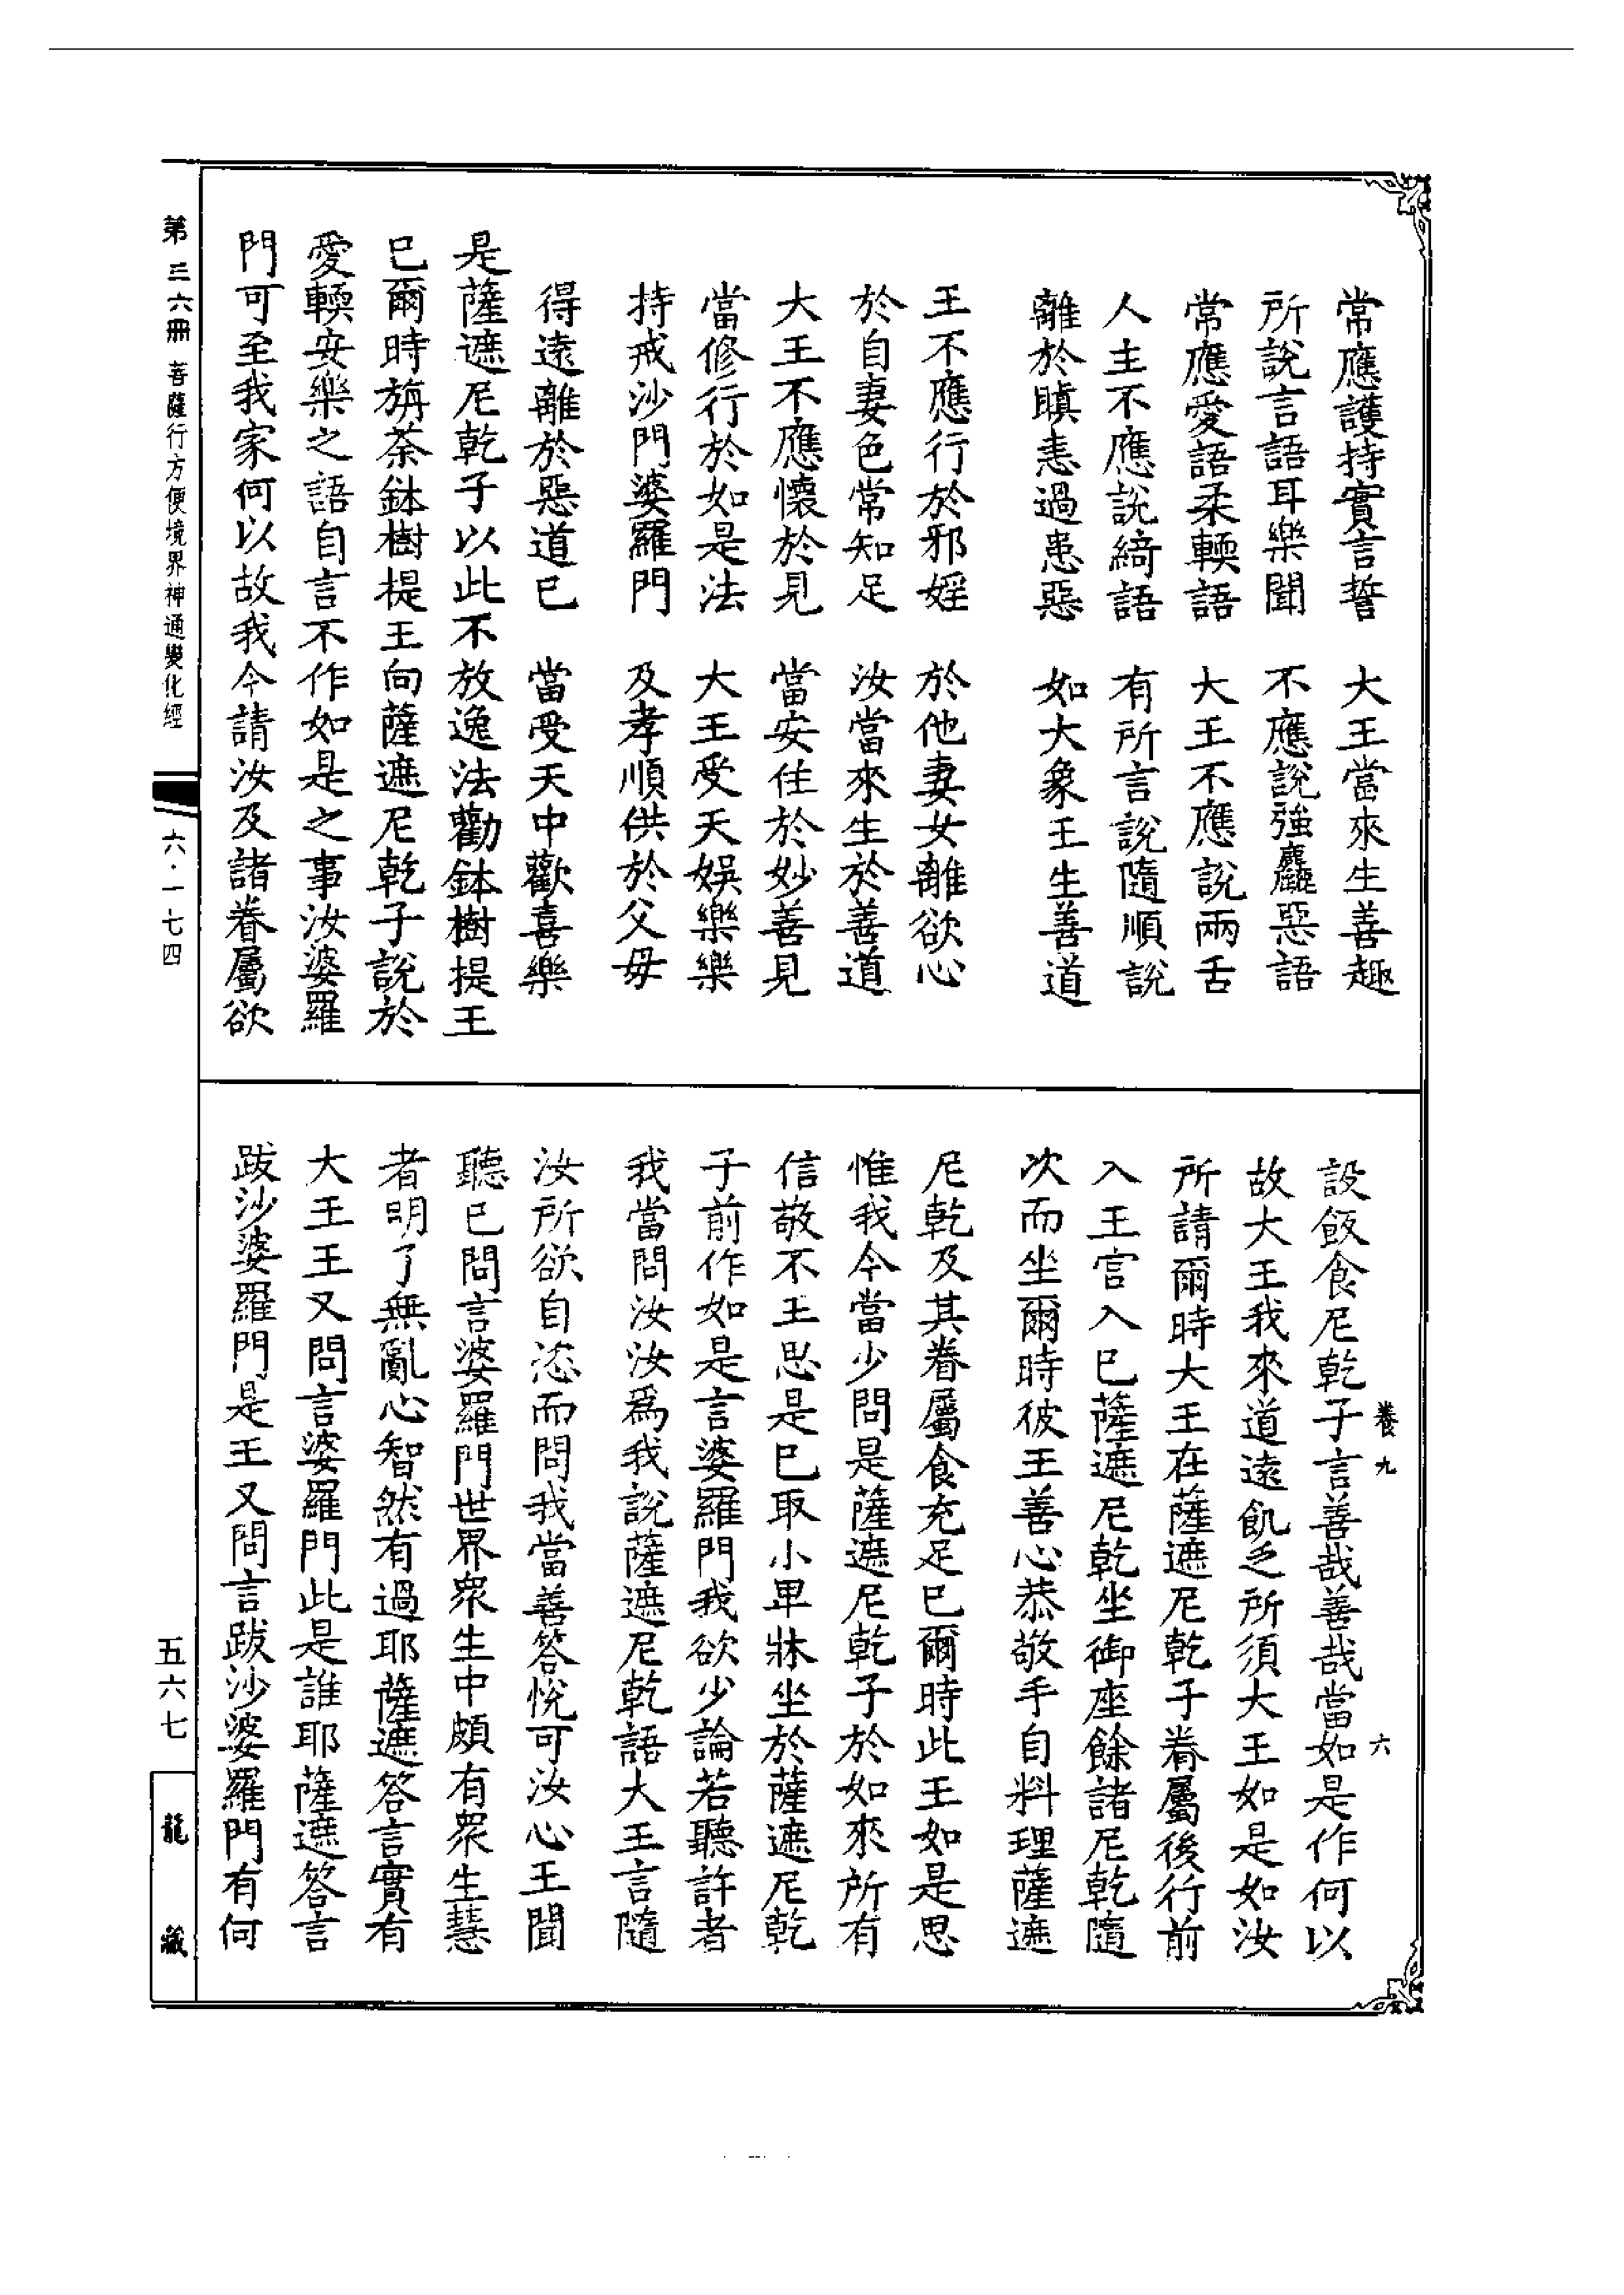 常應護持實言誓　大王當來生善趣
所說言語耳樂聞　不應說強麤惡語
常應愛語柔輭語　大王不應說兩舌
人主不應說綺語　有所言說隨順說
離於瞋恚過患惡　如大象王生善道
王不應行於邪婬　於他妻女離欲心
於自妻色常知足　汝當來生於善道
大王不應懷於見　當安住於妙善見
當修行於如是法　大王受天娛樂樂
持戒沙門婆羅門　及孝順供於父母
得遠離於惡道已　當受天中歡喜樂
是薩遮尼乾子以此不放逸法勸鉢樹提王
已爾時旃荼鉢樹提王向薩遮尼乾子說於
愛輭安樂之語自言不作如是之事汝婆羅
門可至我家何以故我今請汝及諸眷屬欲
卷九　六
設飯食尼乾子言善哉善哉當如是作何以
故大王我來道遠飢乏所須大王如是如汝
所請爾時大王在薩遮尼乾子眷屬後行前
入王宮入已薩遮尼乾坐御座餘諸尼乾隨
次而坐爾時彼王善心恭敬手自料理薩遮
尼乾及其眷屬食充足已爾時此王如是思
惟我今當少問是薩遮尼乾子於如來所有
信敬不王思是已取小卑牀坐於薩遮尼乾
子前作如是言婆羅門我欲少論若聽許者
我當問汝汝為我說薩遮尼乾語大王言隨
汝所欲自恣而問我當善答悅可汝心王聞
聽已問言婆羅門世界眾生中頗有眾生慧
者明了無亂心智然有過耶薩遮答言實有
大王王又問言婆羅門此是誰耶薩遮答言
跋沙婆羅門是王又問言跋沙婆羅門有何
第三六冊　菩薩行方便境界神通變化經
六·一七四
五六七
龍藏